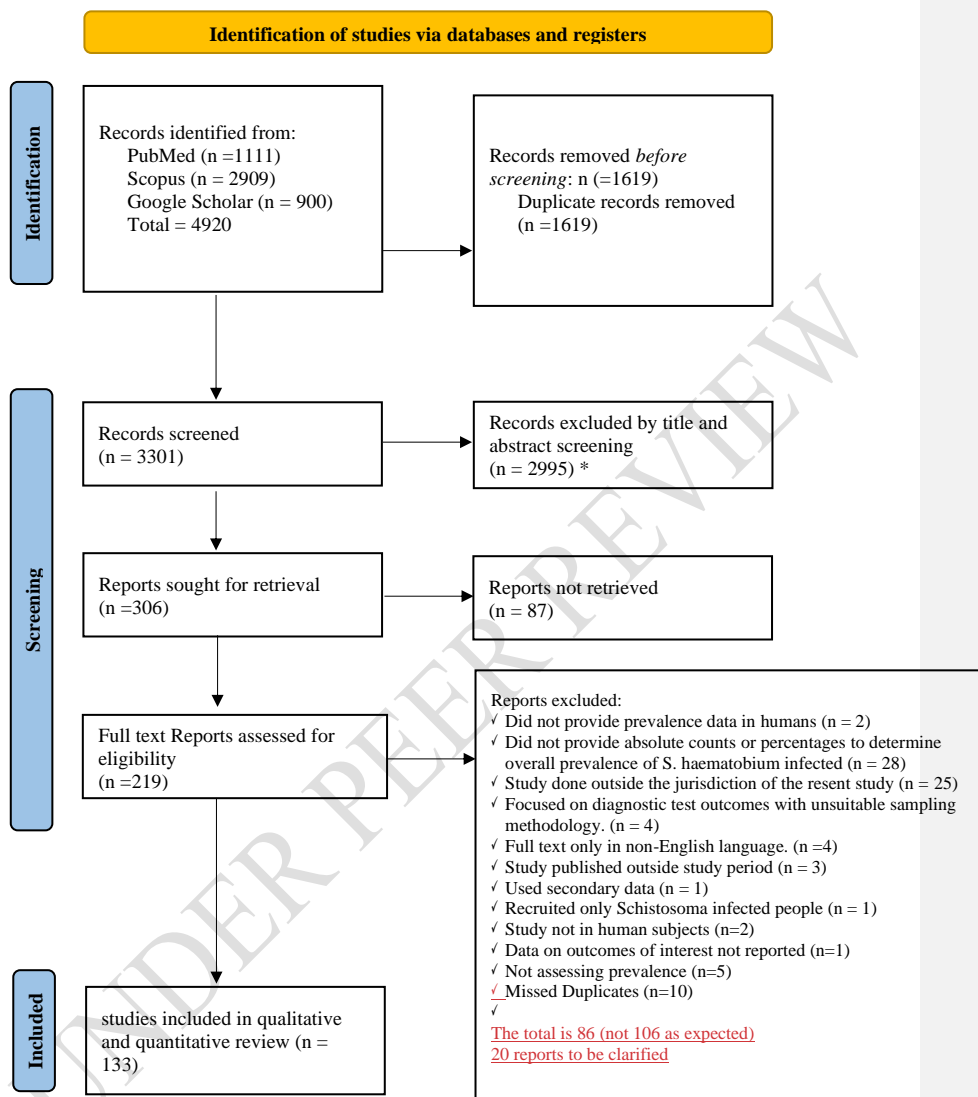 Identification of studies via databases and registers
Identification
Records identified from:
PubMed (n =1111)
Scopus (n = 2909)
Google Scholar (n = 900)
Total = 4920
Records removed before
screening: n (=1619)
Duplicate records removed
(n =1619)
Screening
Records screened
(n = 3301)
Records excluded by title and
abstract screening
(n = 2995) *
Reports sought for retrieval
(n =306)
Reports not retrieved
(n = 87)
Full text Reports assessed for
eligibility
(n =219)
Reports excluded:
✓ Did not provide prevalence data in humans (n = 2)
✓ Did not provide absolute counts or percentages to determine
overall prevalence of S. haematobium infected (n = 28)
✓ Study done outside the jurisdiction of the resent study (n = 25)
✓ Focused on diagnostic test outcomes with unsuitable sampling
methodology. (n = 4)
✓ Full text only in non-English language. (n =4)
✓ Study published outside study period (n = 3)
✓ Used secondary data (n = 1)
✓ Recruited only Schistosoma infected people (n = 1)
✓ Study not in human subjects (n=2)
✓ Data on outcomes of interest not reported (n=1)
✓ Not assessing prevalence (n=5)
✓ Missed Duplicates (n=10)
✓
The total is 86 (not 106 as expected)
20 reports to be clarified
Included
studies included in qualitative
and quantitative review (n =
133)
UNDER PEER REVIEW